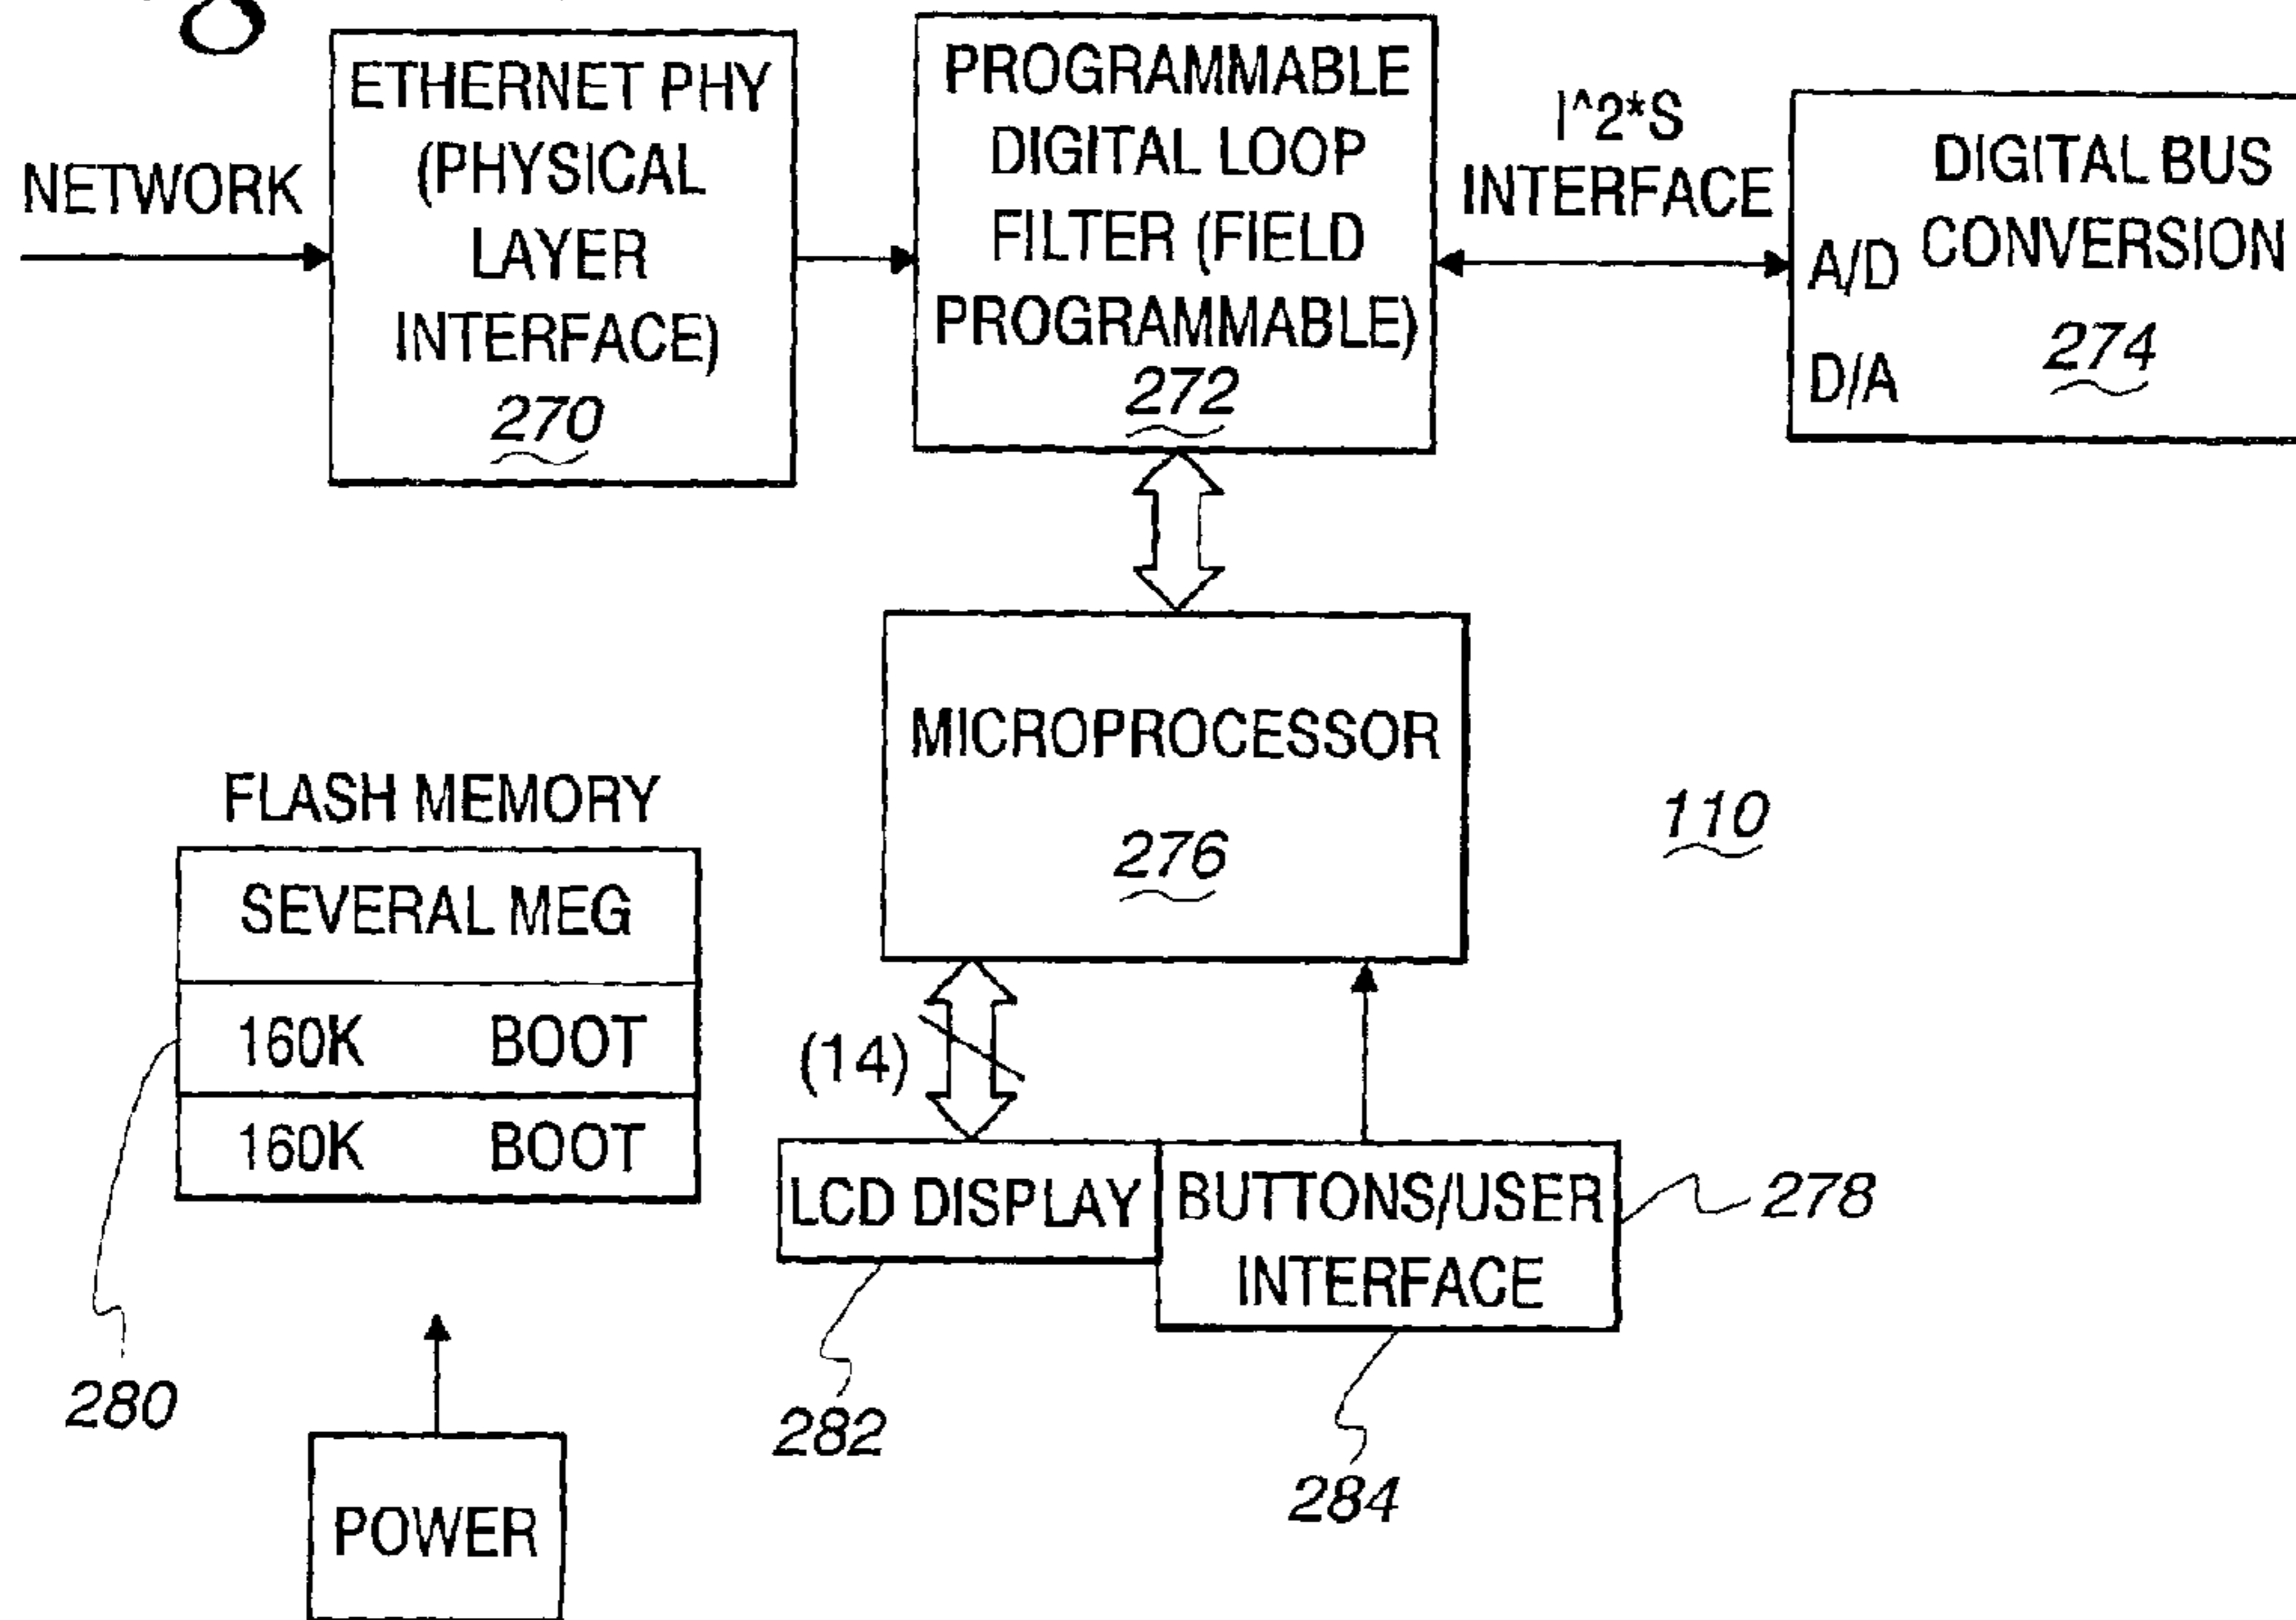 NETWORK
ETHERNET PHY
(PHYSICAL
LAYER
INTERFACE)
270
PROGRAMMABLE
DIGITAL LOOP
FILTER (FIELD
PROGRAMMABLE)
272
I^2*S
INTERFACE
DIGITAL BUS
CONVERSION
A/D
D/A
274
MICROPROCESSOR
276
110
FLASH MEMORY
SEVERAL MEG
160K BOOT
160K BOOT
280
(14)
LCD DISPLAY
BUTTONS/USER
INTERFACE
278
282
284
POWER